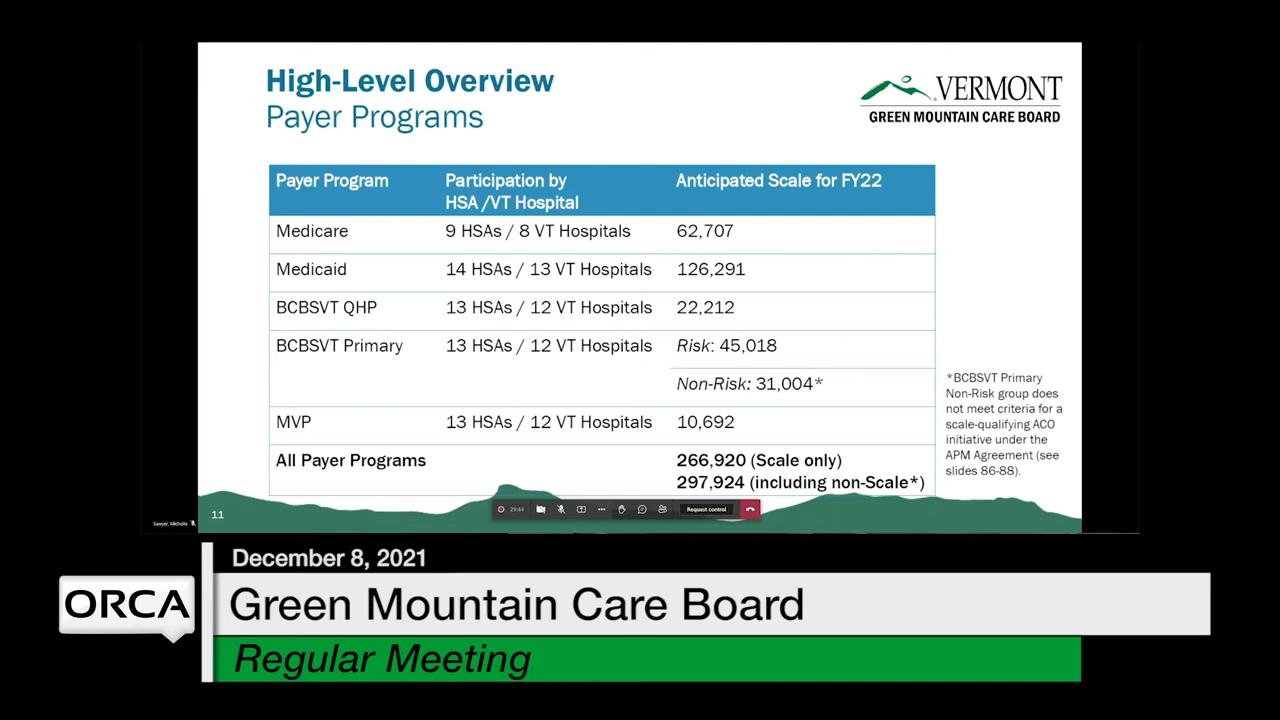 High-Level Overview
Payer Programs
VERMONT
GREEN MOUNTAIN CARE BOARD
Payer Program
Participation by
HSA /VT Hospital
Anticipated Scale for FY22
Medicare
9 HSAs / 8 VT Hospitals
62,707
Medicaid
14 HSAs / 13 VT Hospitals
126,291
BCBSVT QHP
13 HSAs / 12 VT Hospitals
22,212
BCBSVT Primary
13 HSAs / 12 VT Hospitals
Risk: 45,018
Non-Risk: 31,004*
MVP
13 HSAs / 12 VT Hospitals
10,692
All Payer Programs
266,920 (Scale only)
297,924 (including non-Scale*)
*BCBSVT Primary
Non-Risk group does
not meet criteria for a
scale-qualifying ACO
initiative under the
APM Agreement (see
slides 86-88).
11
29:44
Request control
Sawyer, Michelle
December 8, 2021
ORCA
Green Mountain Care Board
Regular Meeting